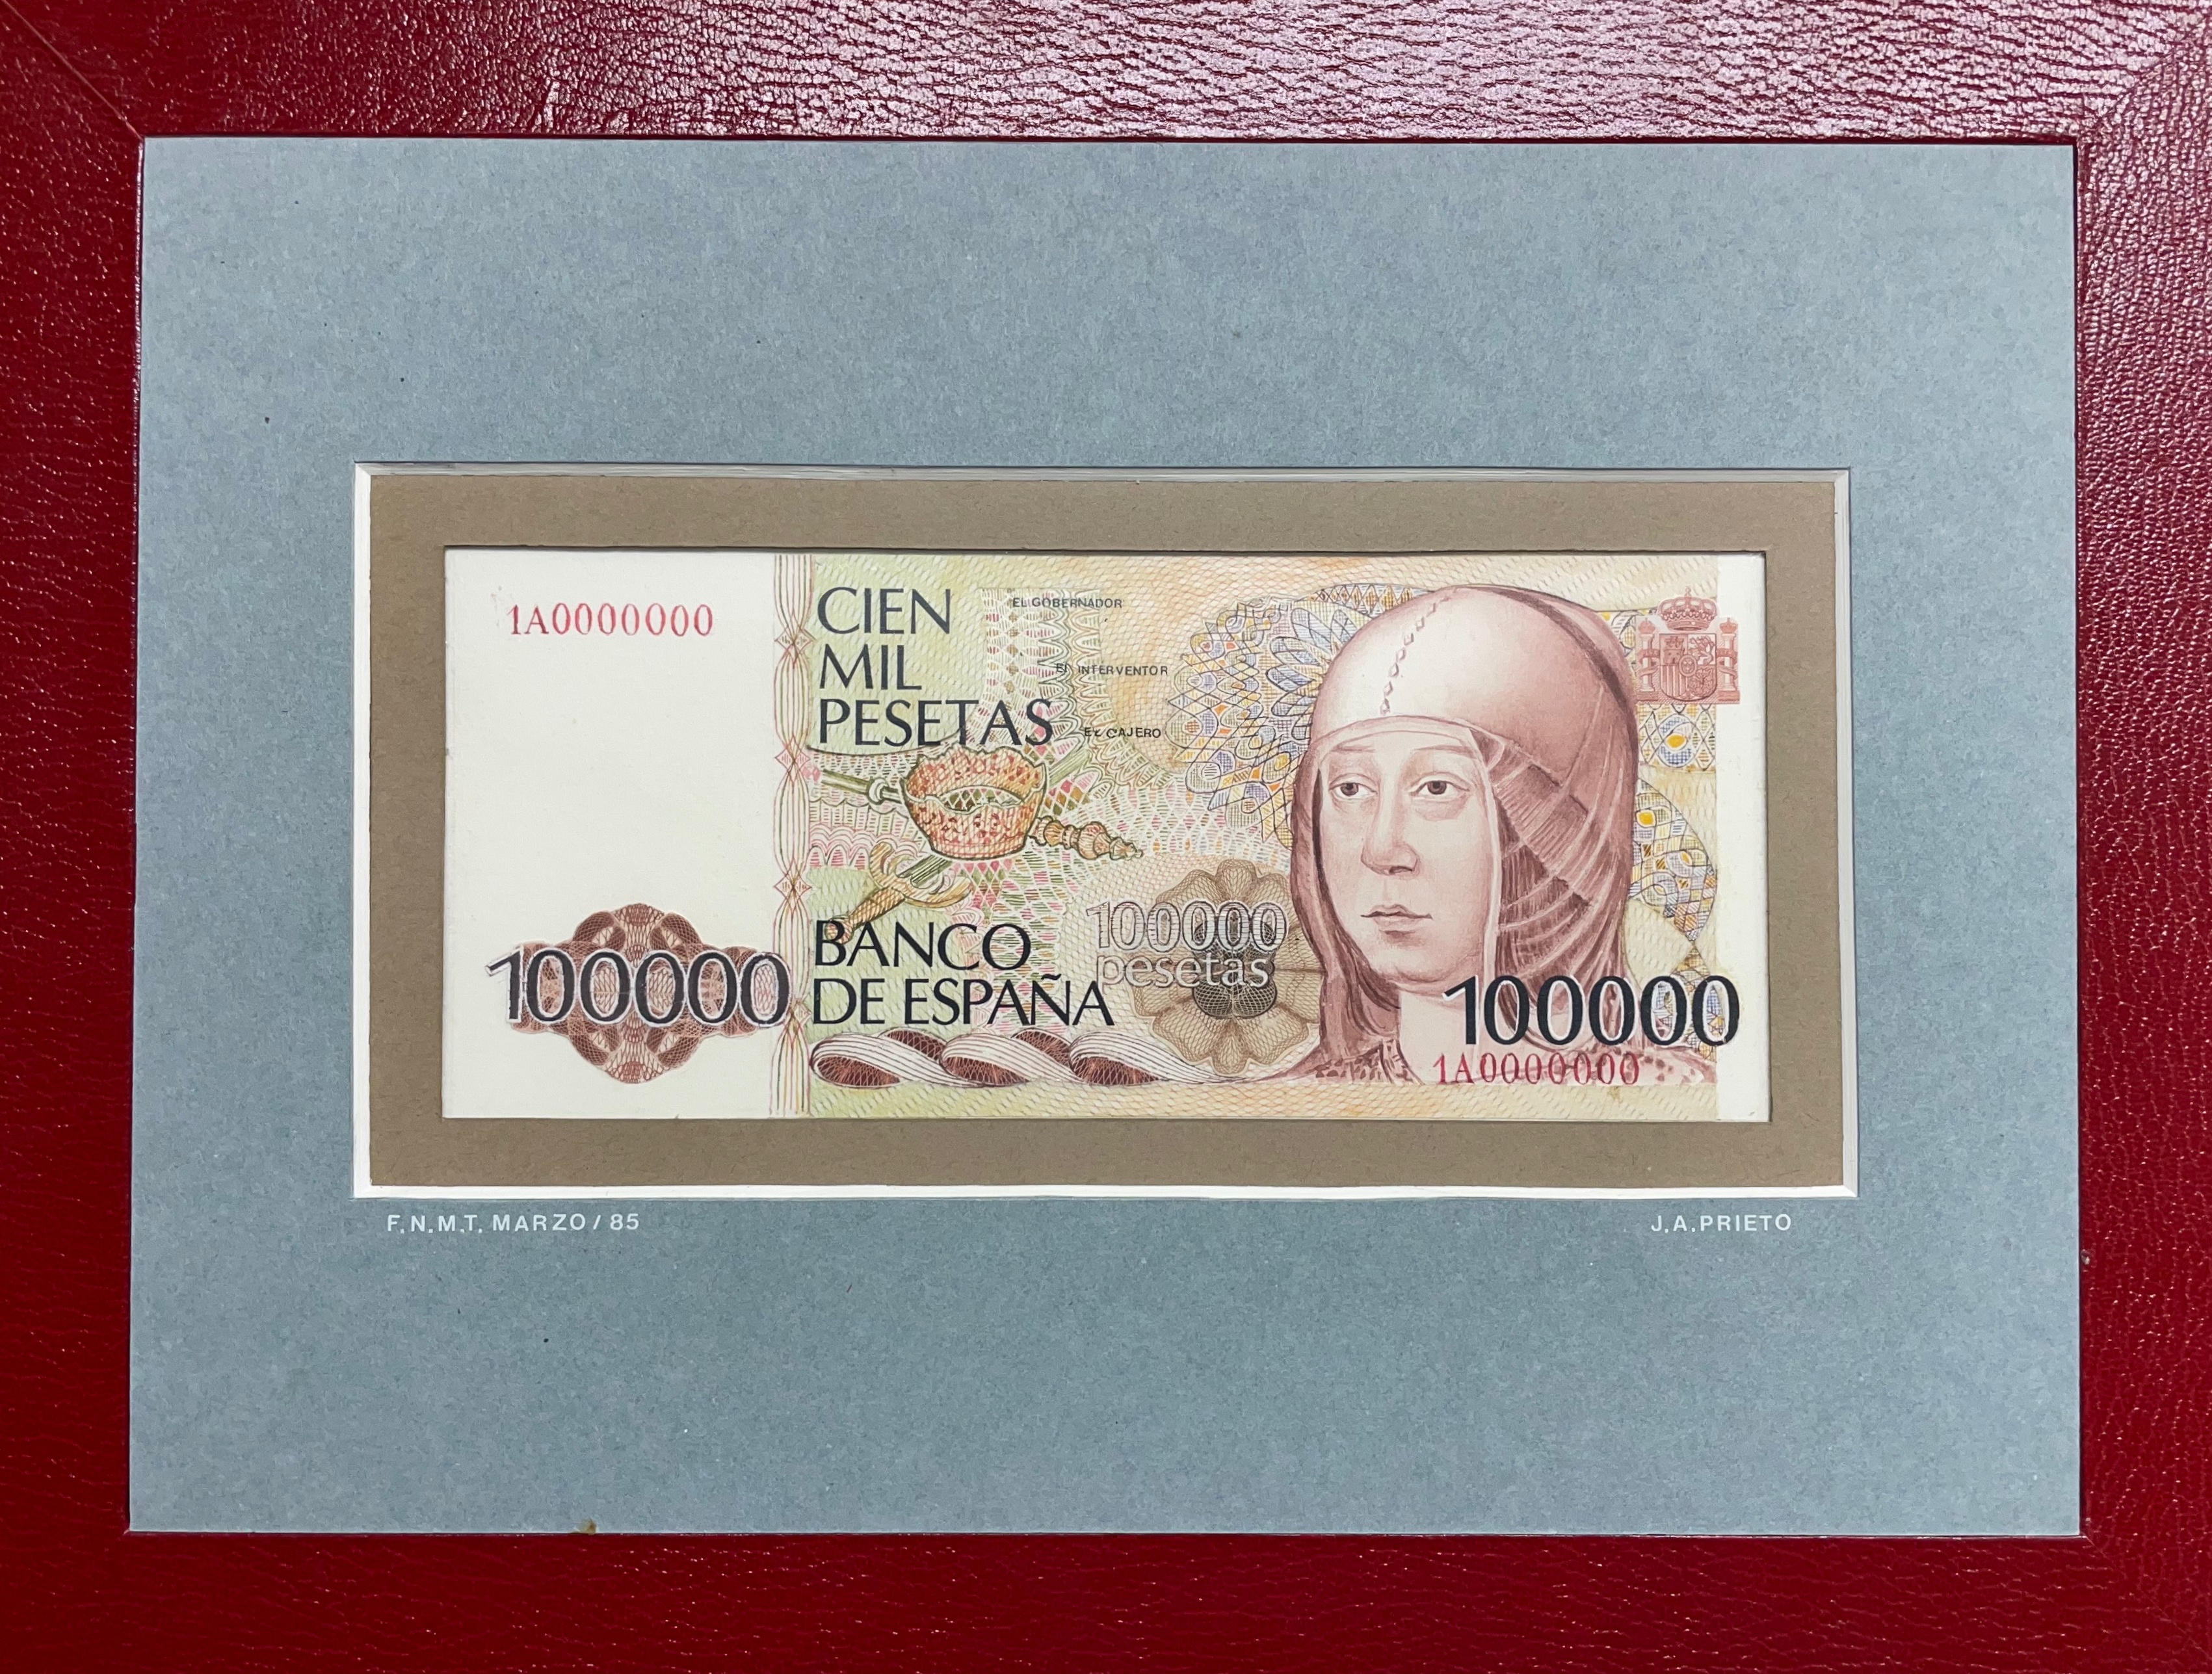 1A0000000
CIEN
MIL
PESETAS
EL GOBERNADOR
EL INTERVENTOR
EL CAJERO
BANCO
DE ESPAÑA
100000
pesetas
100000
100000
1A0000000
F.N.M.T. MARZO / 85
J.A.PRIETO